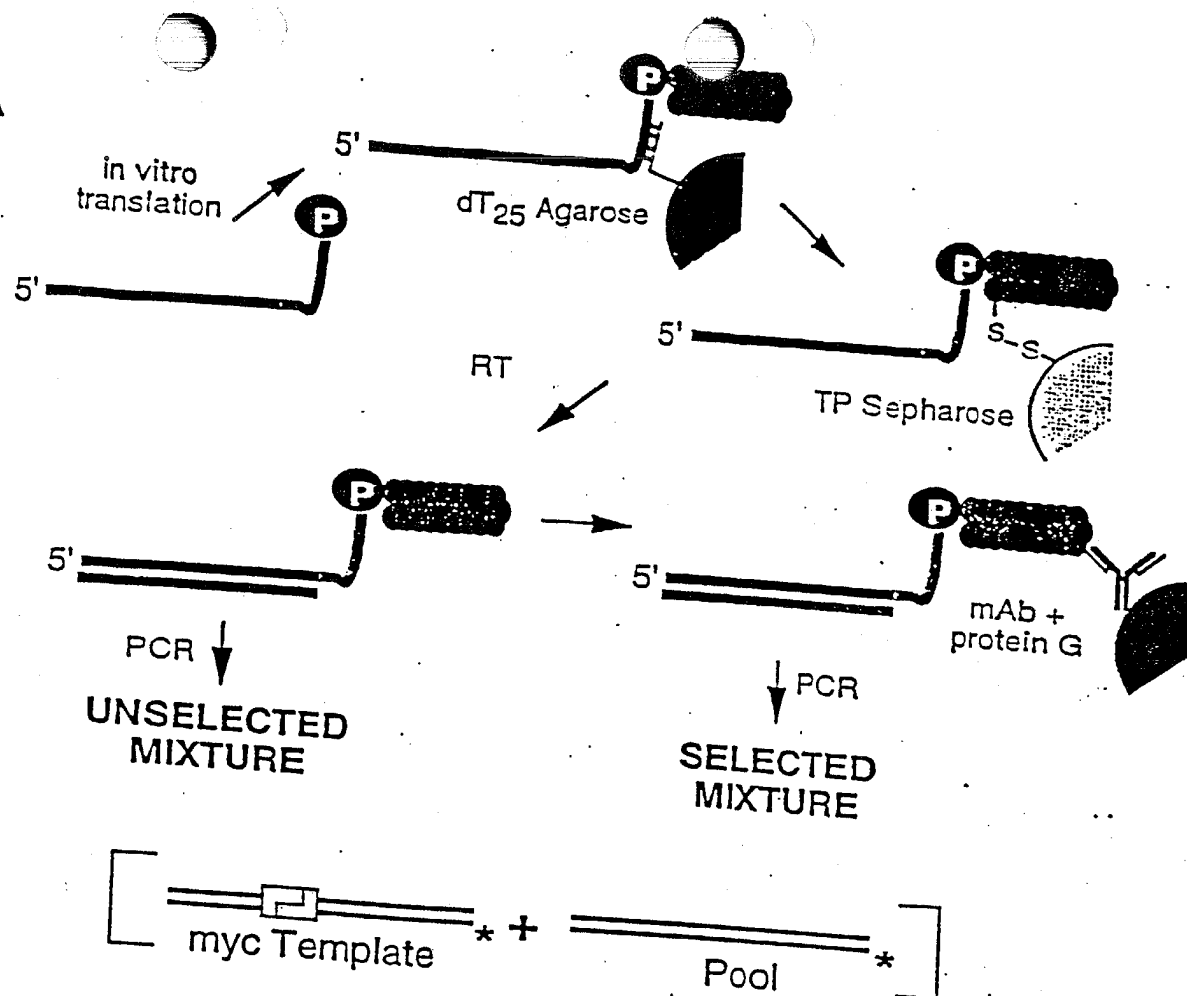 P
5'
in vitro
translation
P
dT25 Agarose
5'
P
5'
S-S
RT
TP Sepharose
P
P
5'
5'
mAb +
protein G
PCR
PCR
UNSELECTED
MIXTURE
SELECTED
MIXTURE
myc Template
* +
*
Pool